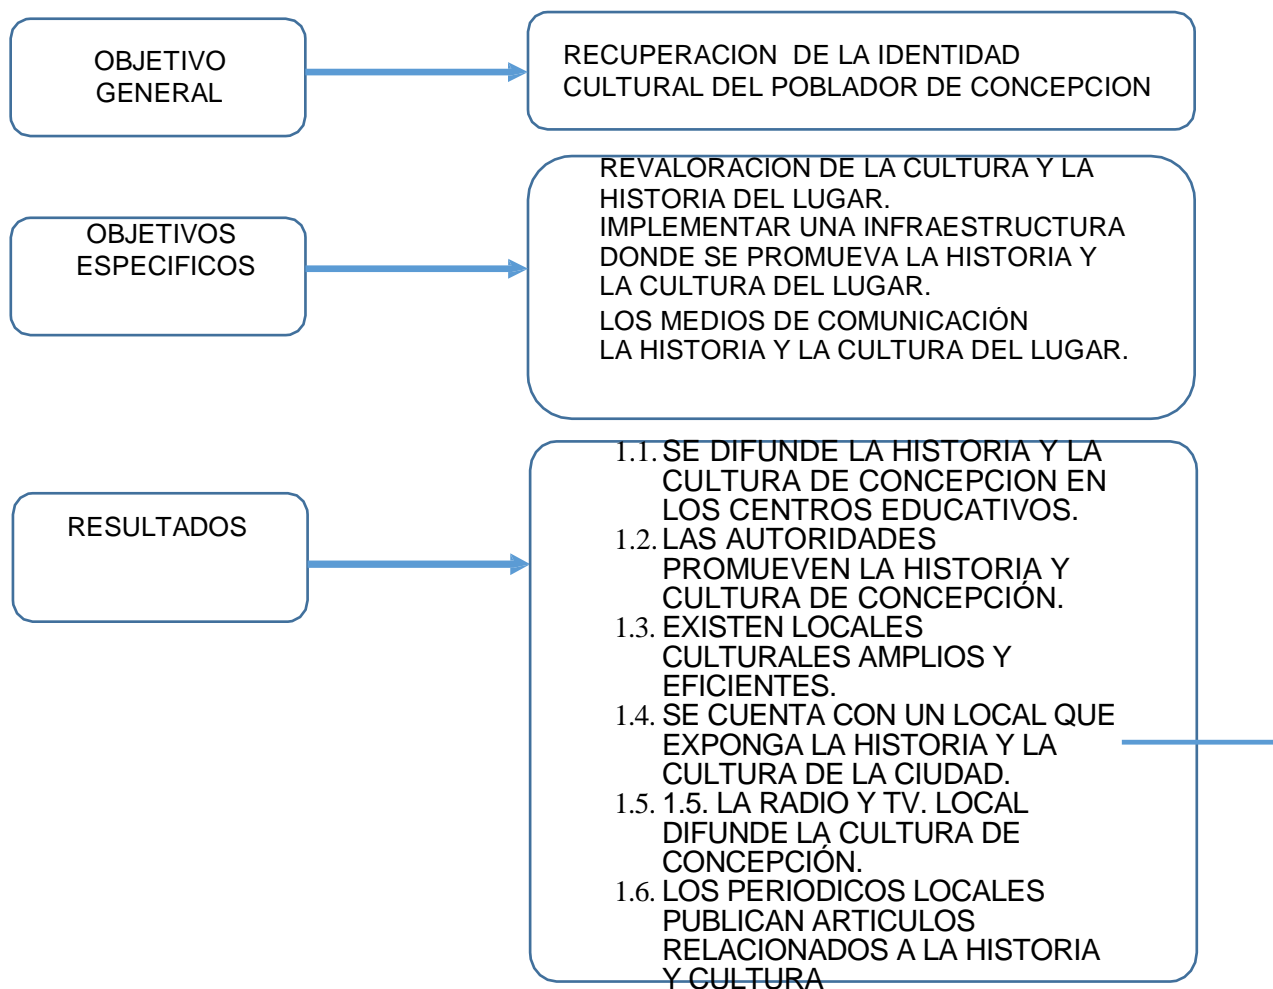 OBJETIVO
GENERAL
RECUPERACION DE LA IDENTIDAD
CULTURAL DEL POBLADOR DE CONCEPCION
OBJETIVOS
ESPECIFICOS
REVALORACION DE LA CULTURA Y LA
HISTORIA DEL LUGAR.
IMPLEMENTAR UNA INFRAESTRUCTURA
DONDE SE PROMUEVA LA HISTORIA Y
LA CULTURA DEL LUGAR.
LOS MEDIOS DE COMUNICACIÓN
LA HISTORIA Y LA CULTURA DEL LUGAR.
RESULTADOS
1.1. SE DIFUNDE LA HISTORIA Y LA
CULTURA DE CONCEPCION EN
LOS CENTROS EDUCATIVOS.
1.2. LAS AUTORIDADES
PROMUEVEN LA HISTORIA Y
CULTURA DE CONCEPCIÓN.
1.3. EXISTEN LOCALES
CULTURALES AMPLIOS Y
EFICIENTES.
1.4. SE CUENTA CON UN LOCAL QUE
EXPONGA LA HISTORIA Y LA
CULTURA DE LA CIUDAD.
1.5. 1.5. LA RADIO Y TV. LOCAL
DIFUNDE LA CULTURA DE
CONCEPCIÓN.
1.6. LOS PERIODICOS LOCALES
PUBLICAN ARTICULOS
RELACIONADOS A LA HISTORIA
Y CULTURA